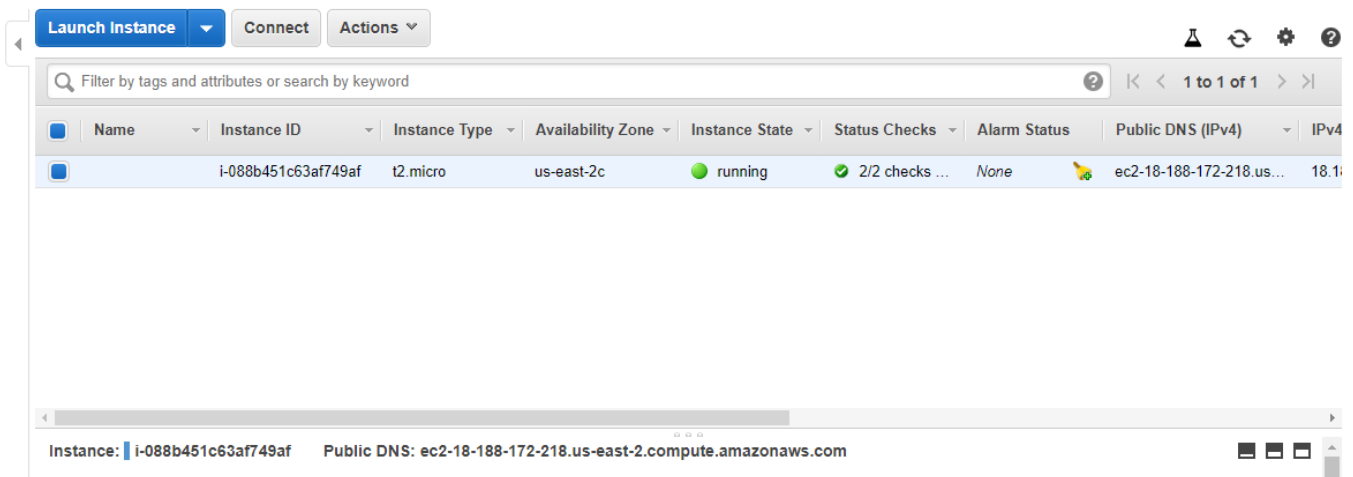 Launch Instance Connect Actions
Filter by tags and attributes or search by keyword 1 to 1 of 1
Name Instance ID Instance Type Availability Zone Instance State Status Checks Alarm Status Public DNS (IPv4) IPv4
i-088b451c63af749af t2.micro us-east-2c running 2/2 checks ... None ec2-18-188-172-218.us... 18.18
Instance: i-088b451c63af749af Public DNS: ec2-18-188-172-218.us-east-2.compute.amazonaws.com